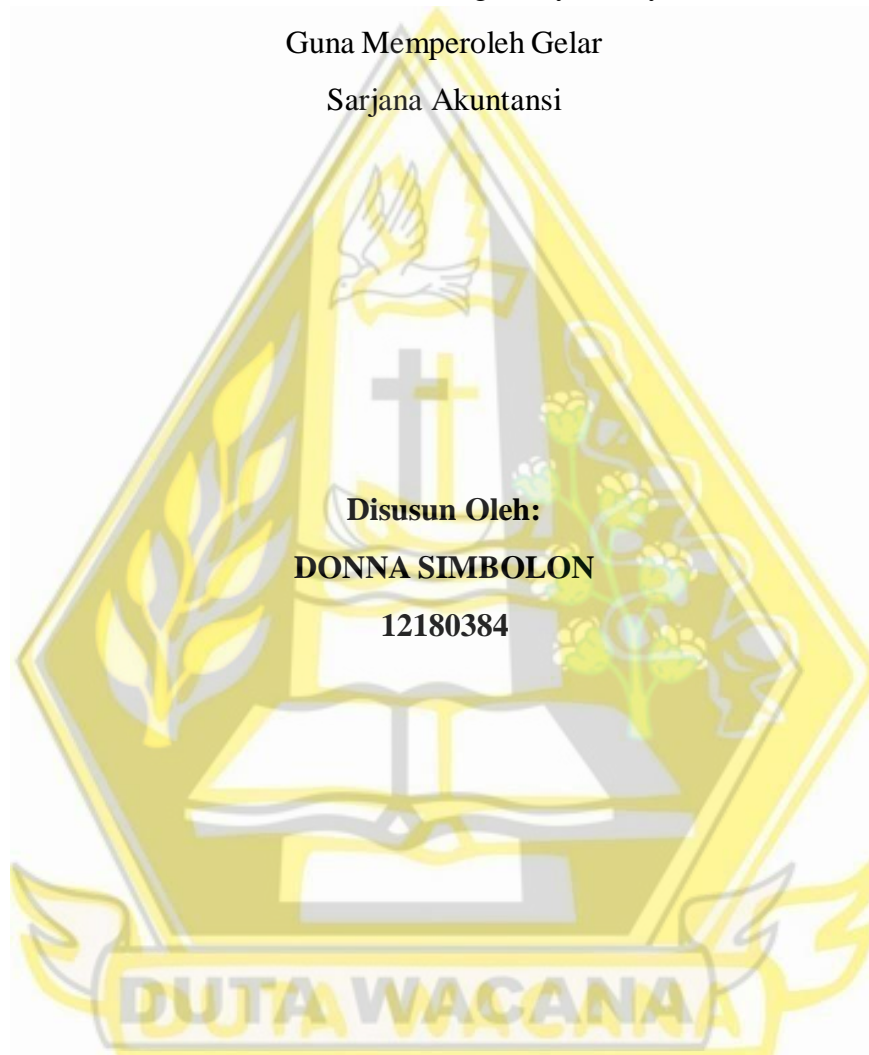 Guna Memperoleh Gelar
Sarjana Akuntansi
Disusun Oleh:
DONNA SIMBOLON
12180384
DUTA WACANA